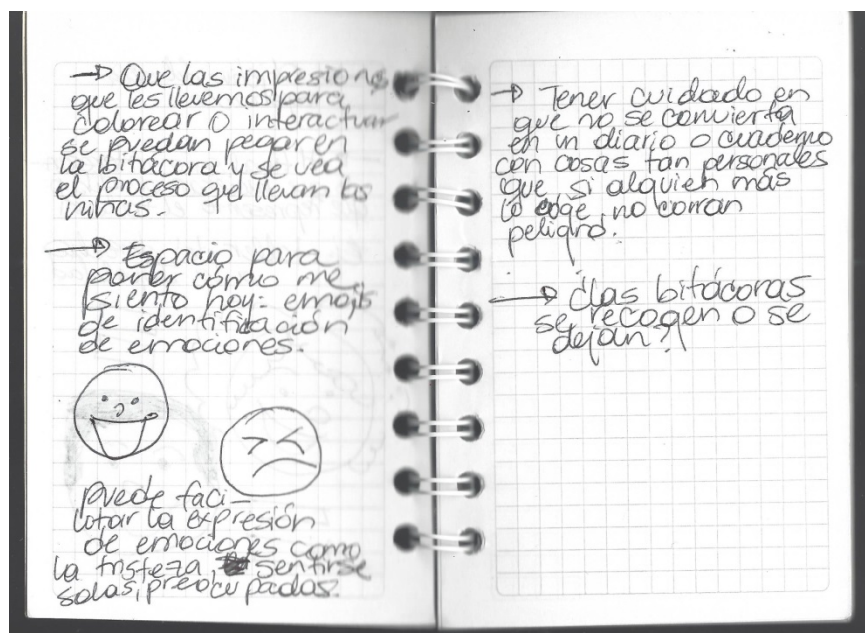 → Que las impresiones
que les llevemos para
colorear o interactuar
se puedan pegar en
la bitácora y se vea
el proceso que llevan las
niñas.
→ Espacio para
poner cómo me
siento hoy: emojis
de identificación
de emociones.
puede faci-
litar la expresión
de emociones como
la tristeza, sentirse
solas, preocupadas.
→ Tener cuidado en
que no se convierta
en un diario o cuaderno
con cosas tan personales
que si alguien más
lo coge, no corran
peligro.
→ ¿Las bitácoras
se recogen o se
dejan?